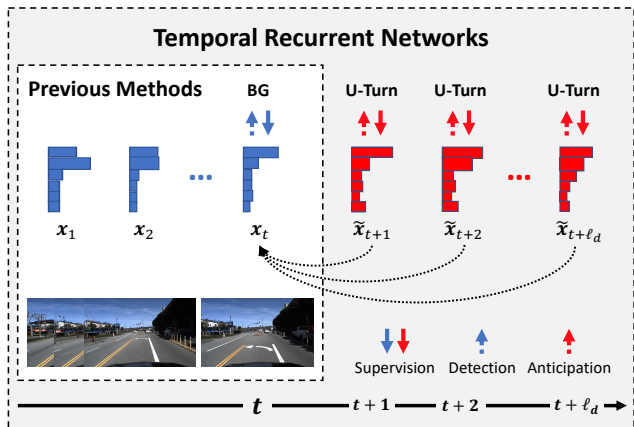 Temporal Recurrent Networks
Previous Methods
BG
U-Turn
U-Turn
U-Turn
x₁
x₂
...
xₜ
x̃ₜ₊₁
x̃ₜ₊₂
...
x̃ₜ₊ℓd
Supervision
Detection
Anticipation
t
t + 1
t + 2
t + ℓd